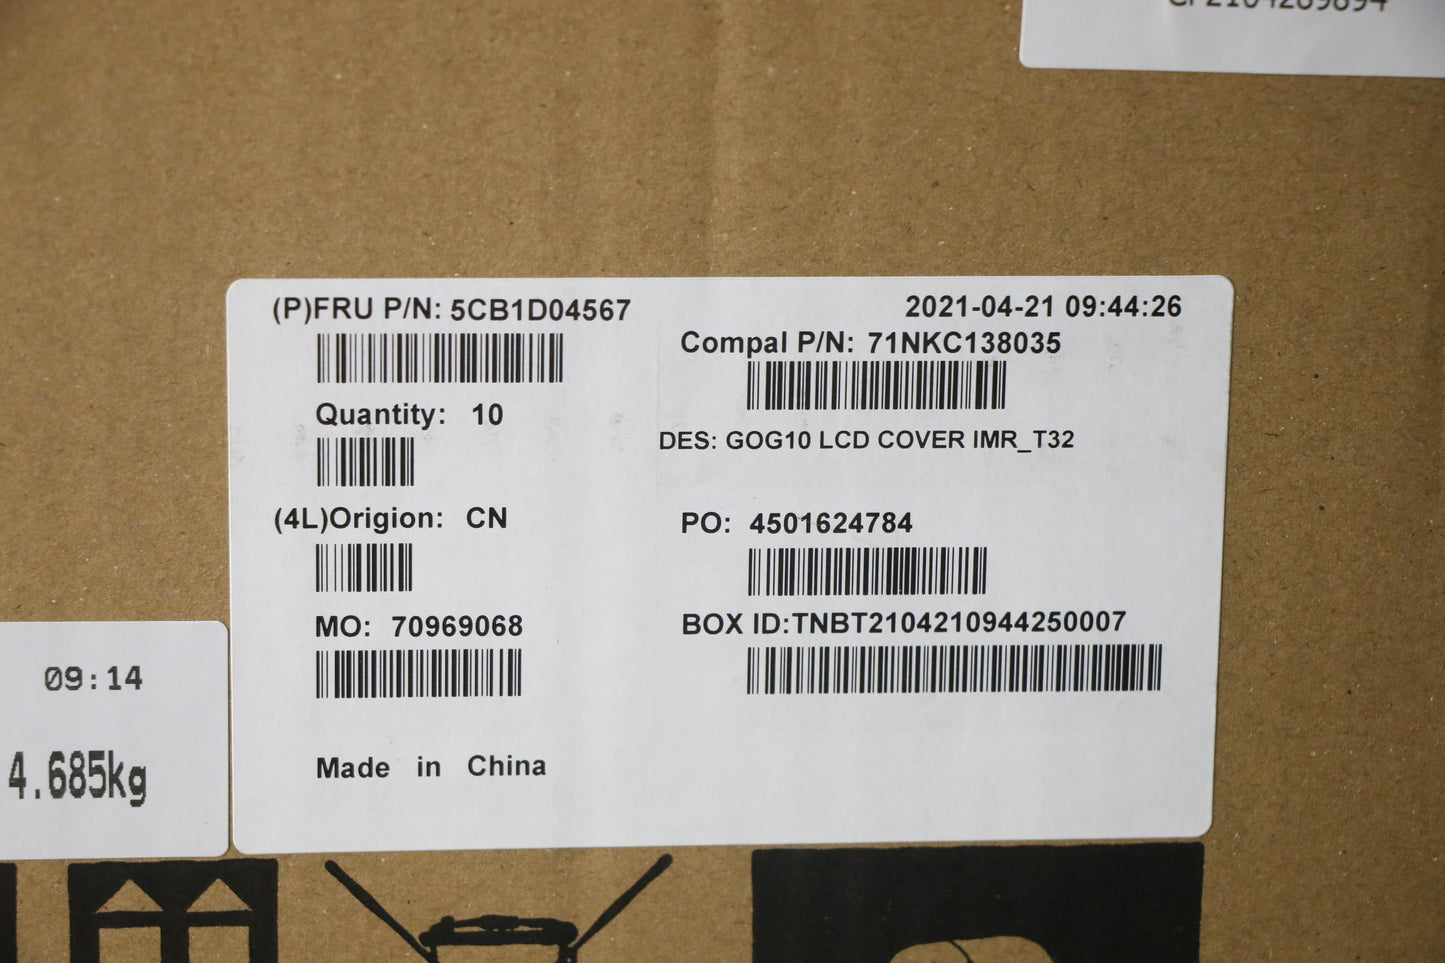 (P)FRU P/N: 5CB1D04567
2021-04-21 09:44:26
Compal P/N: 71NKC138035
Quantity: 10
DES: GOG10 LCD COVER IMR_T32
(4L)Origion: CN
PO: 4501624784
MO: 70969068
BOX ID:TNBT2104210944250007
Made in China
09:14
4.685kg